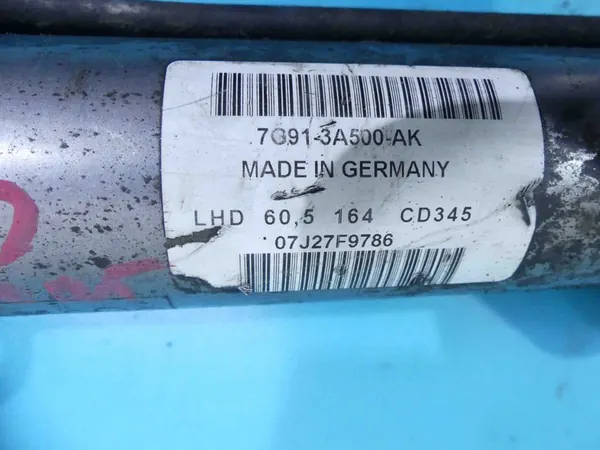 7G91-3A500-AK
MADE IN GERMANY
LHD 60,5 164 CD345
07J27F9786